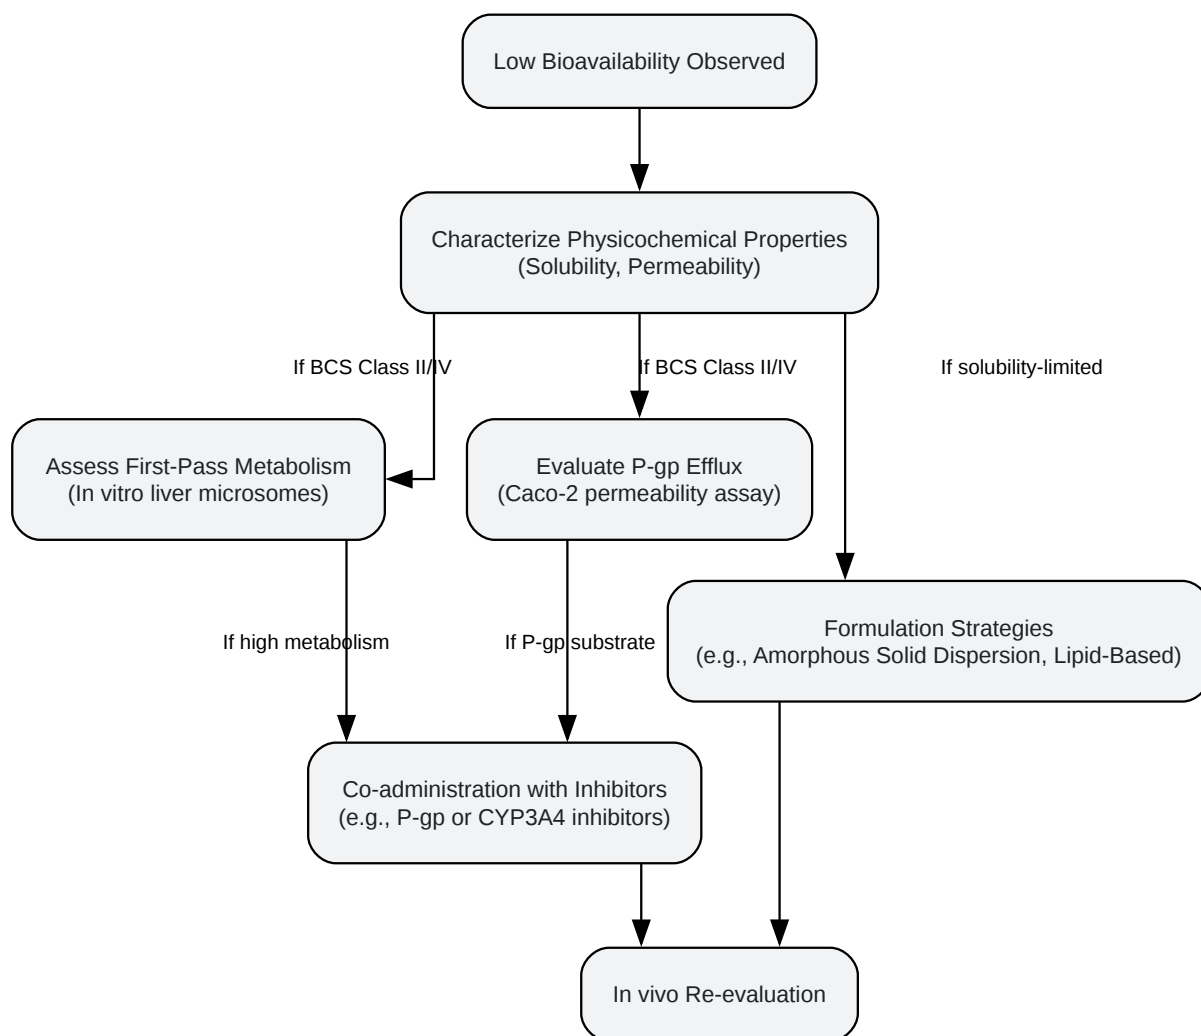 Low Bioavailability Observed
Characterize Physicochemical Properties
(Solubility, Permeability)
If BCS Class II/IV
If BCS Class II/IV
If solubility-limited
Assess First-Pass Metabolism
(In vitro liver microsomes)
Evaluate P-gp Efflux
(Caco-2 permeability assay)
If high metabolism
If P-gp substrate
Formulation Strategies
(e.g., Amorphous Solid Dispersion, Lipid-Based)
Co-administration with Inhibitors
(e.g., P-gp or CYP3A4 inhibitors)
In vivo Re-evaluation